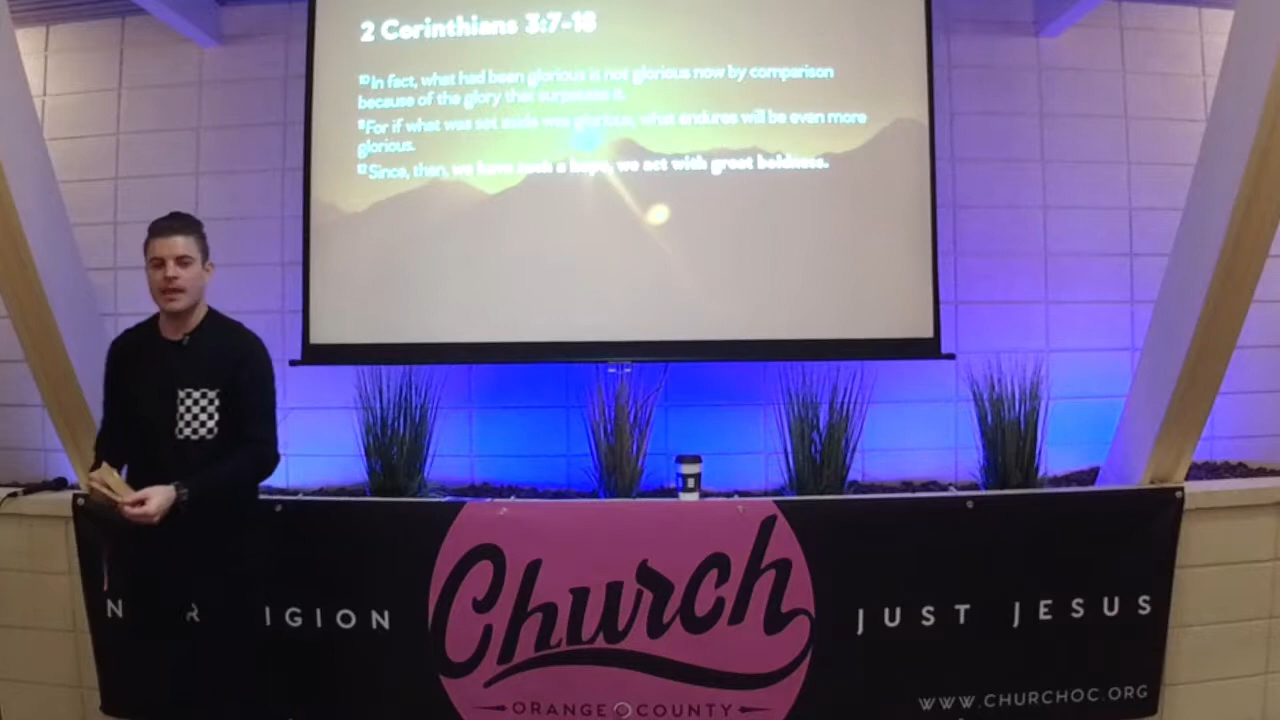 2 Corinthians 3:7-18
10 In fact, what had been glorious is not glorious now by comparison
because of the glory that surpasses it.
For if what was set aside was glorious, what endures will be even more
glorious.
12 Since, then, we have such a hope, we act with great boldness.
N R IGION
Church
JUST JESUS
ORANGE COUNTY
WWW.CHURCHOC.ORG